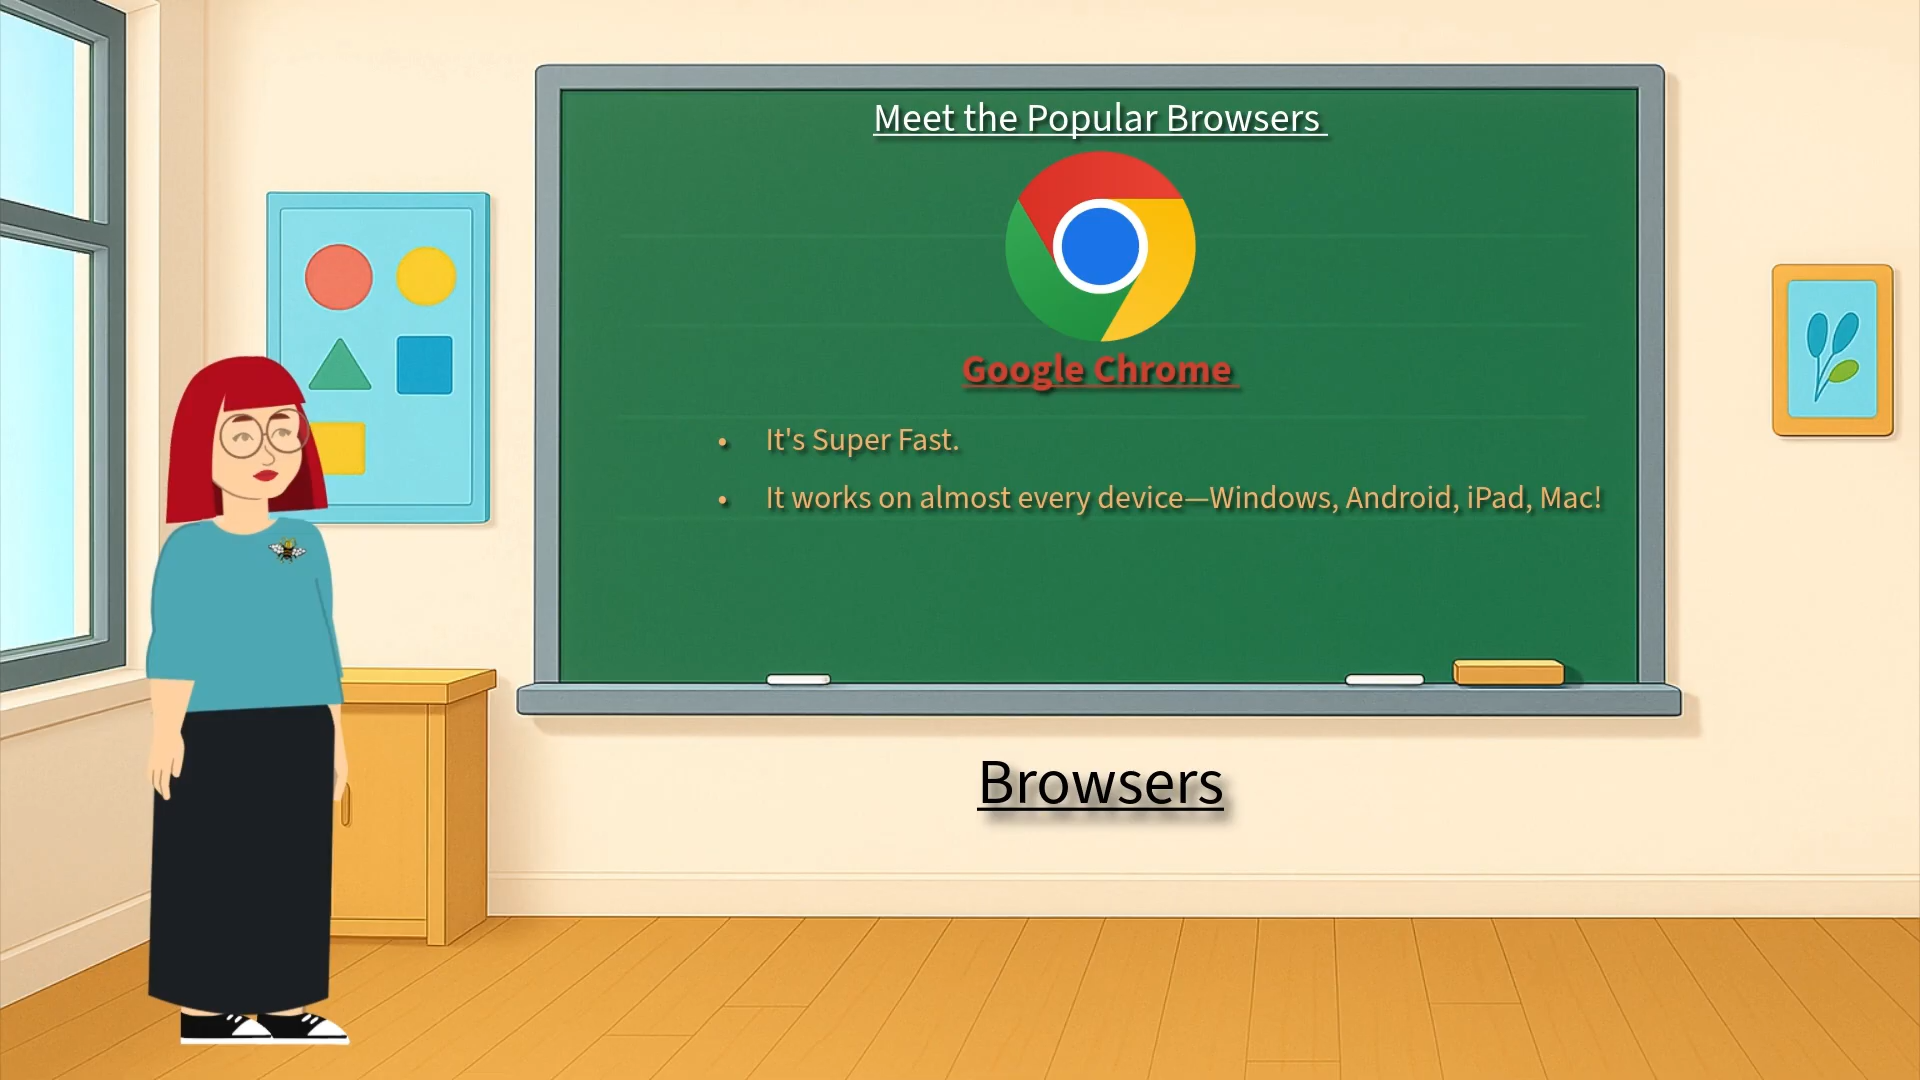 Meet the Popular Browsers
Google Chrome
• It's Super Fast.
• It works on almost every device—Windows, Android, iPad, Mac!
Browsers